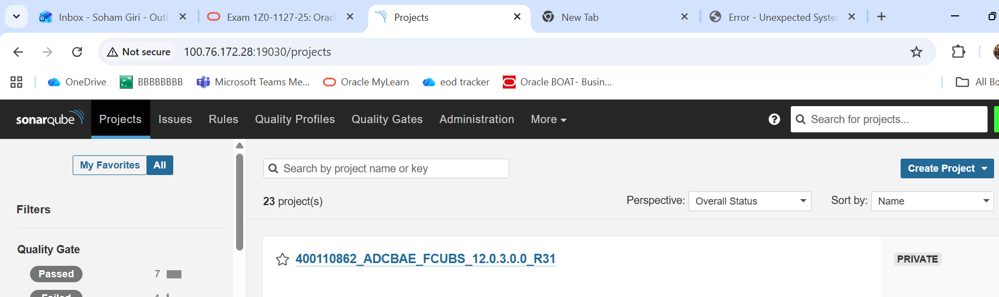 Inbox - Soham Giri - Outl
Exam 1Z0-1127-25: Orac
Projects
New Tab
Error - Unexpected Syste
Not secure
100.76.172.28:19030/projects
OneDrive
BBBBBBBB
Microsoft Teams Me...
Oracle MyLearn
eod tracker
Oracle BOAT- Busin...
All Bo
sonarqube
Projects
Issues
Rules
Quality Profiles
Quality Gates
Administration
More
Search for projects...
My Favorites
All
Search by project name or key
Create Project
23 project(s)
Perspective:
Overall Status
Sort by:
Name
Filters
Quality Gate
Passed
7
Failed
1
400110862_ADCBAE_FCUBS_12.0.3.0.0_R31
PRIVATE